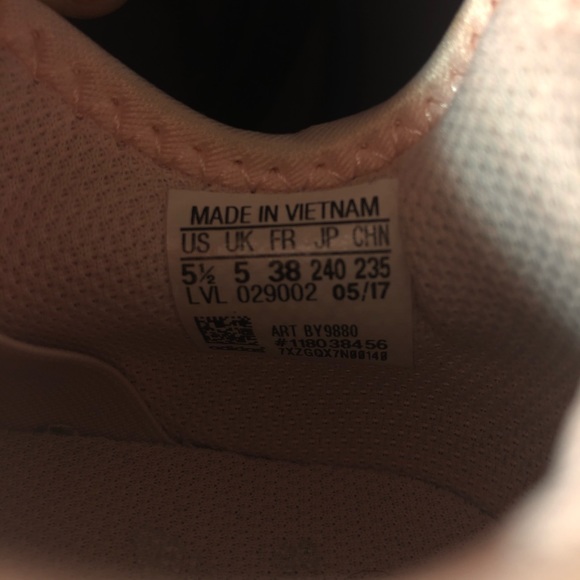 MADE IN VIETNAM
US UK FR JP CHN
5½ 5 38 240 235
LVL 029002 05/17
ART BY9880
#118038456
7XZGQX7N00149